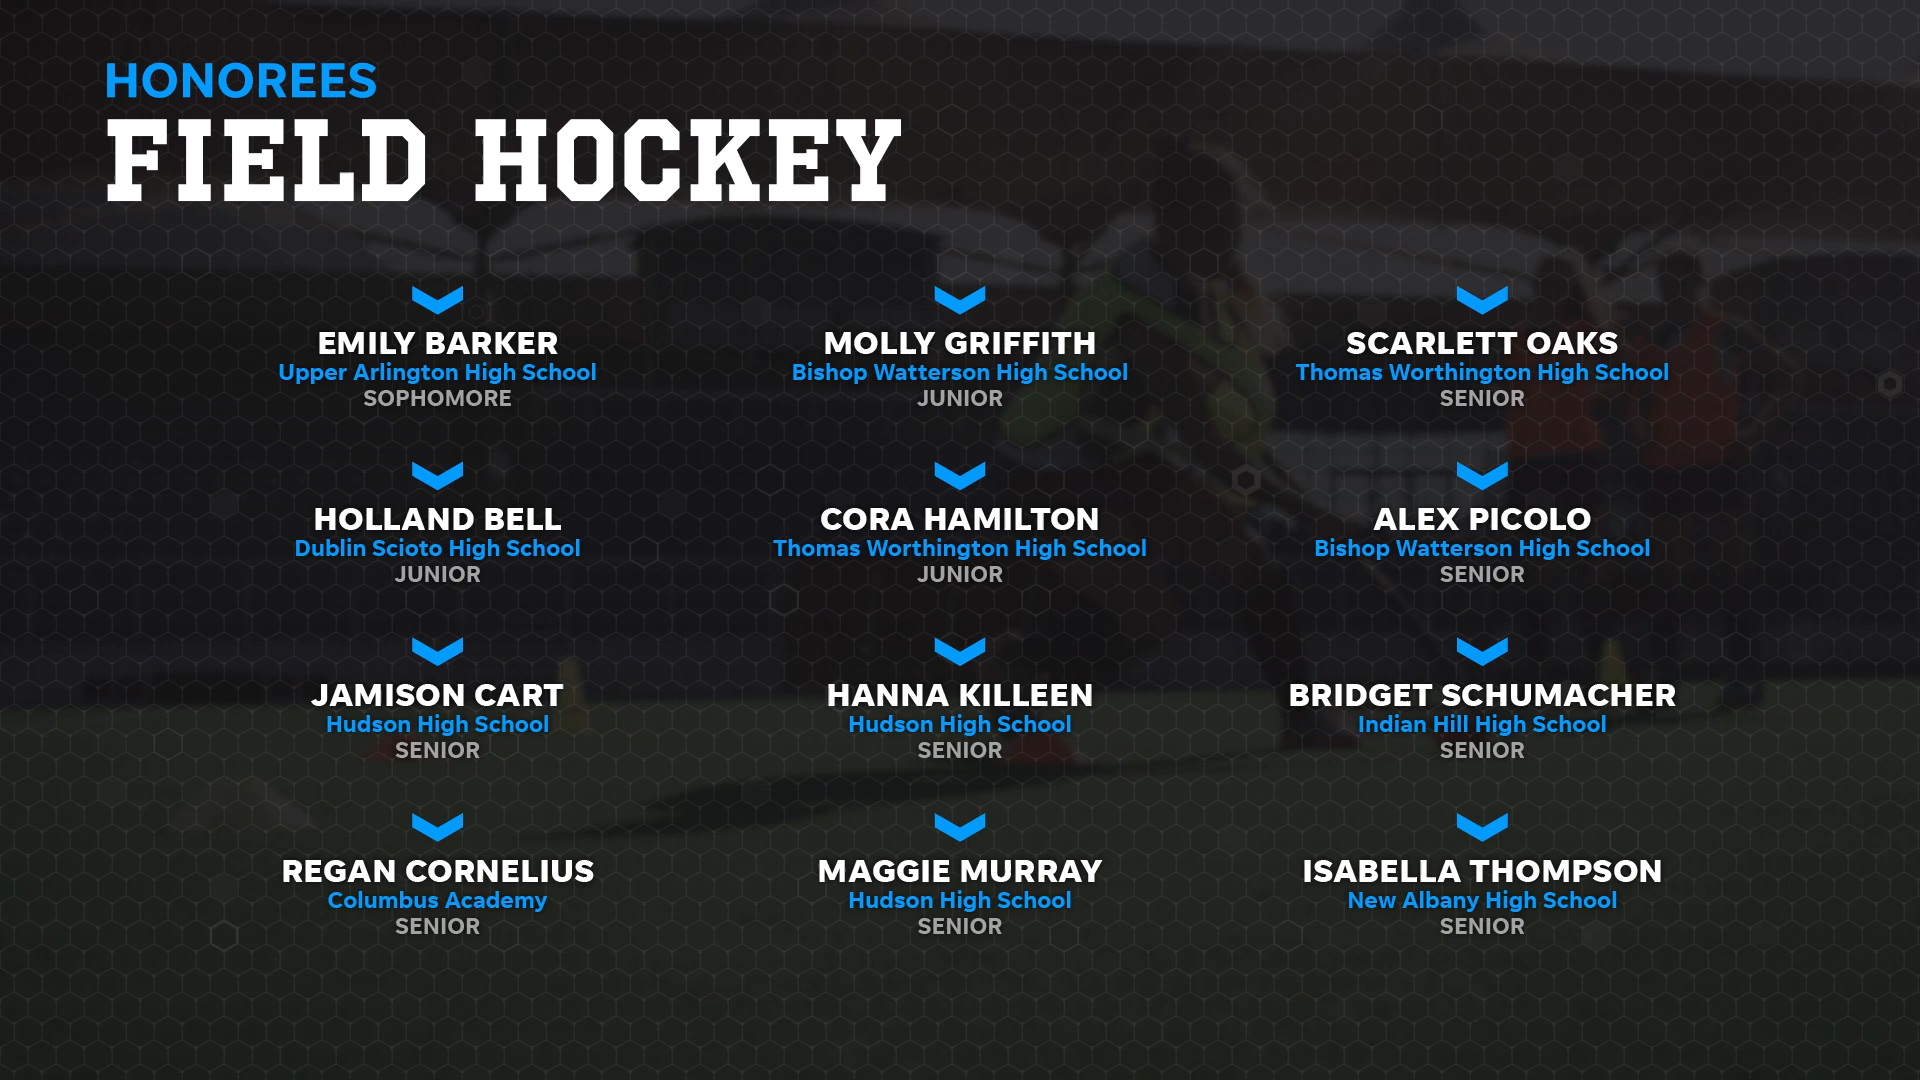 HONOREES
FIELD HOCKEY
EMILY BARKER
Upper Arlington High School
SOPHOMORE
MOLLY GRIFFITH
Bishop Watterson High School
JUNIOR
SCARLETT OAKS
Thomas Worthington High School
SENIOR
HOLLAND BELL
Dublin Scioto High School
JUNIOR
CORA HAMILTON
Thomas Worthington High School
JUNIOR
ALEX PICOLO
Bishop Watterson High School
SENIOR
JAMISON CART
Hudson High School
SENIOR
HANNA KILLEEN
Hudson High School
SENIOR
BRIDGET SCHUMACHER
Indian Hill High School
SENIOR
REGAN CORNELIUS
Columbus Academy
SENIOR
MAGGIE MURRAY
Hudson High School
SENIOR
ISABELLA THOMPSON
New Albany High School
SENIOR